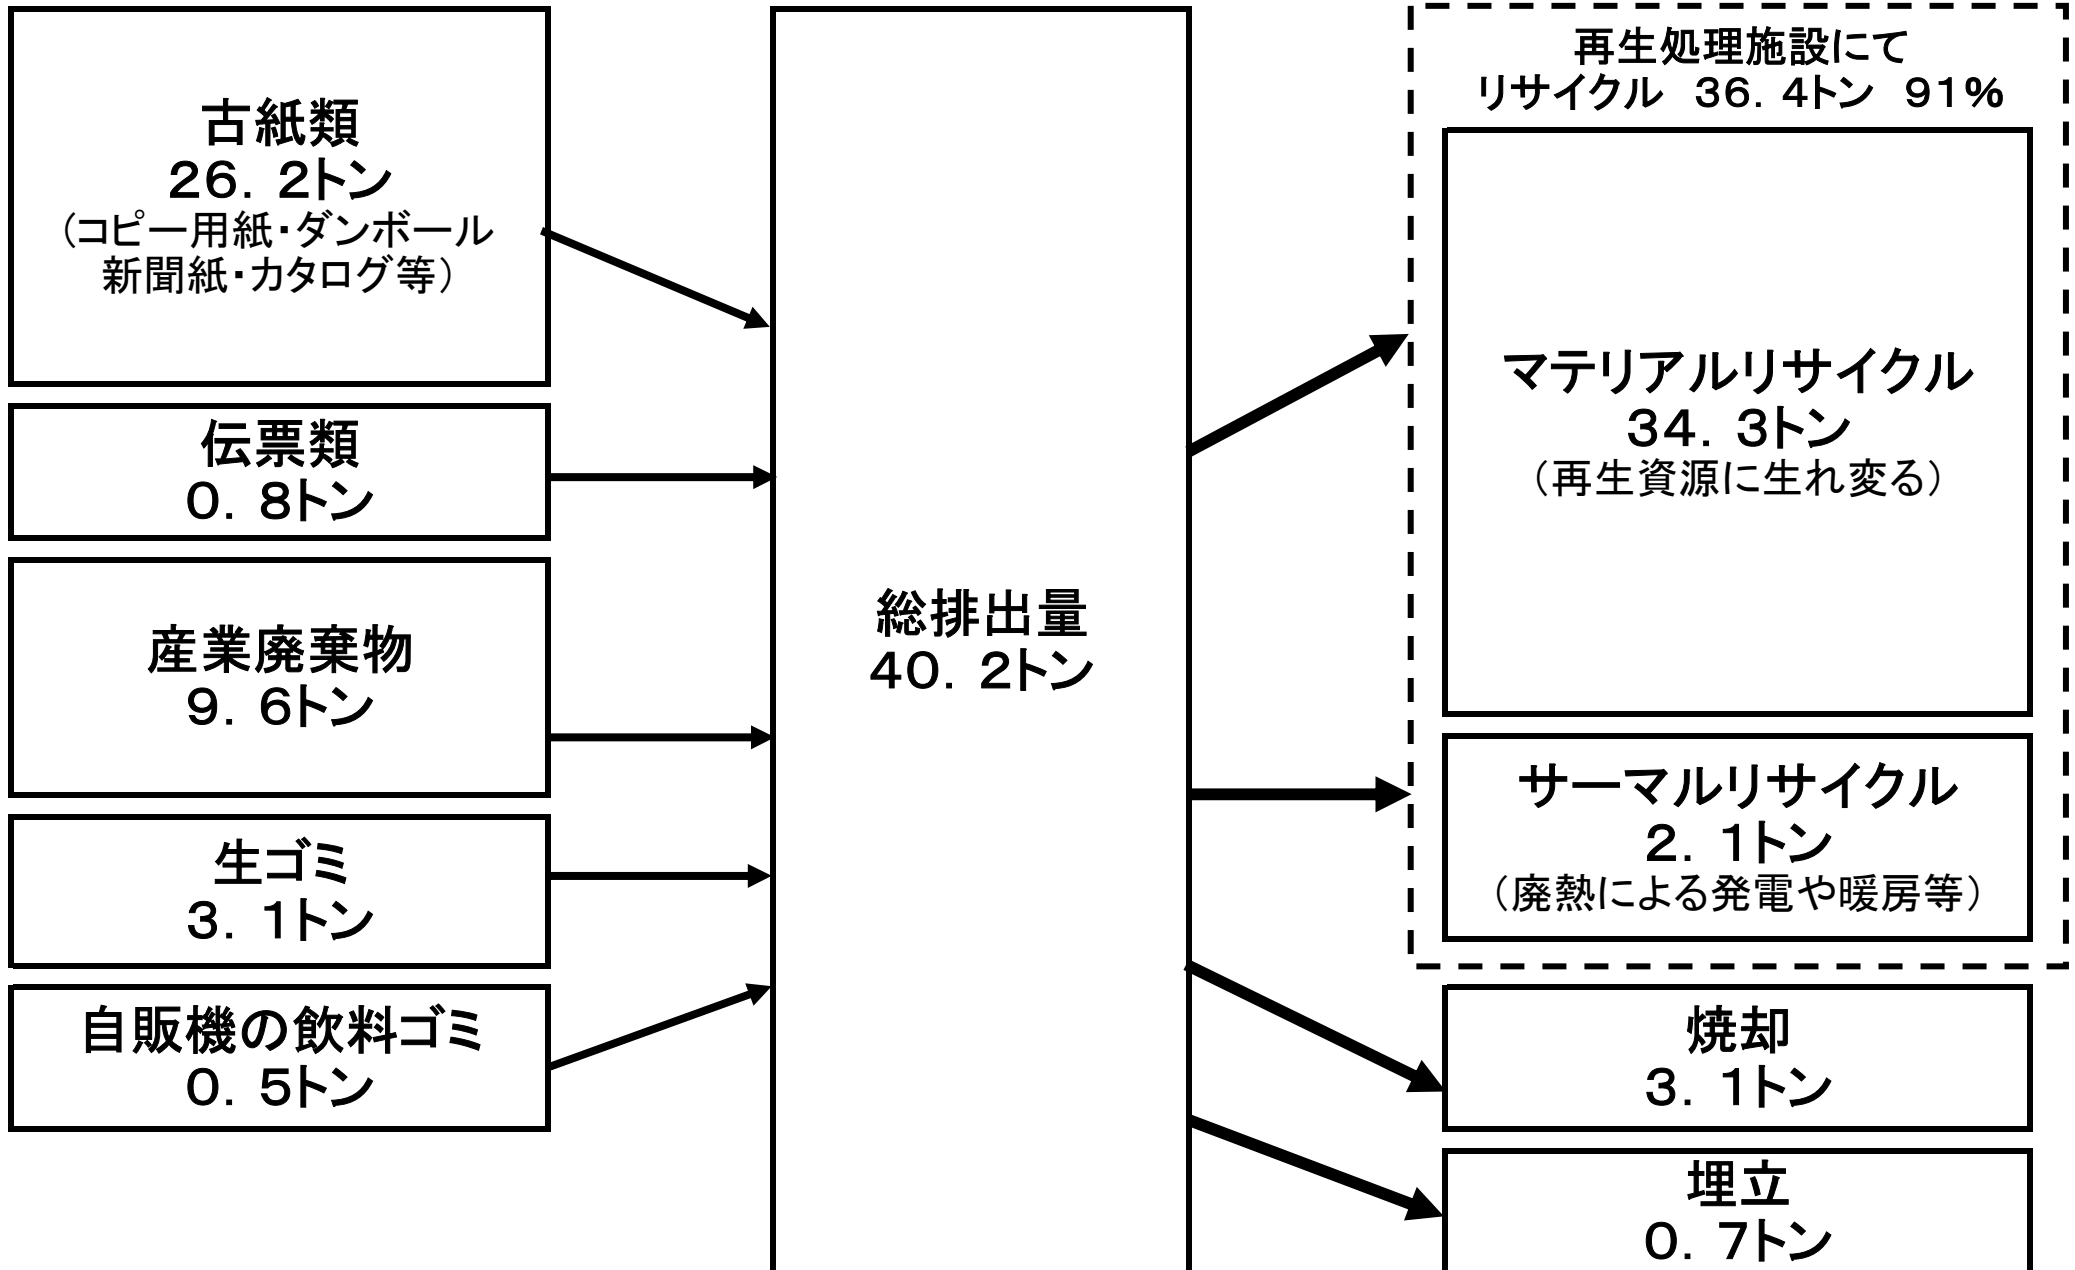 古紙類
26.2トン
（コピー用紙・ダンボール
新聞紙・カタログ等）
伝票類
0.8トン
産業廃棄物
9.6トン
生ゴミ
3.1トン
自販機の飲料ゴミ
0.5トン
総排出量
40.2トン
再生処理施設にて
リサイクル 36.4トン 91%
マテリアルリサイクル
34.3トン
（再生資源に生れ変る）
サーマルリサイクル
2.1トン
（廃熱による発電や暖房等）
焼却
3.1トン
埋立
0.7トン